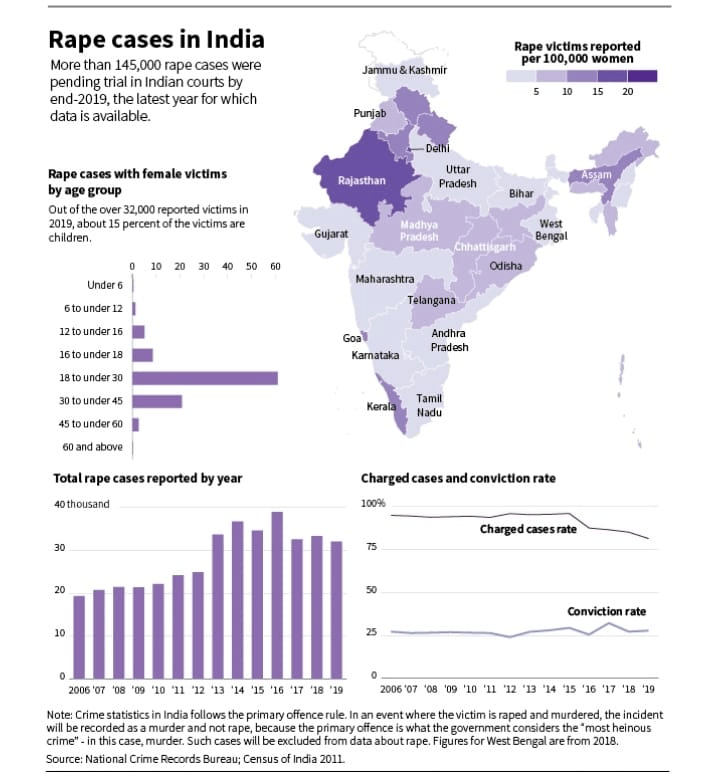 Rape cases in India
More than 145,000 rape cases were
pending trial in Indian courts by
end-2019, the latest year for which
data is available.
Rape victims reported
per 100,000 women
5 10 15 20
Jammu & Kashmir
Punjab
Delhi
Uttar
Pradesh
Rajasthan
Assam
Bihar
Gujarat
Madhya
Pradesh
West
Bengal
Chhattisgarh
Odisha
Maharashtra
Telangana
Goa
Karnataka
Andhra
Pradesh
Kerala
Tamil
Nadu
Rape cases with female victims
by age group
Out of the over 32,000 reported victims in
2019, about 15 percent of the victims are
children.
0 10 20 30 40 50 60
Under 6
6 to under 12
12 to under 16
16 to under 18
18 to under 30
30 to under 45
45 to under 60
60 and above
Total rape cases reported by year
40 thousand
30
20
10
0
2006 '07 '08 '09 '10 '11 '12 '13 '14 '15 '16 '17 '18 '19
Charged cases and conviction rate
100%
Charged cases rate
75
50
Conviction rate
25
0
2006 '07 '08 '09 '10 '11 '12 '13 '14 '15 '16 '17 '18 '19
Note: Crime statistics in India follows the primary offence rule. In an event where the victim is raped and murdered, the incident
will be recorded as a murder and not rape, because the primary offence is what the government considers the “most heinous
crime” - in this case, murder. Such cases will be excluded from data about rape. Figures for West Bengal are from 2018.
Source: National Crime Records Bureau; Census of India 2011.